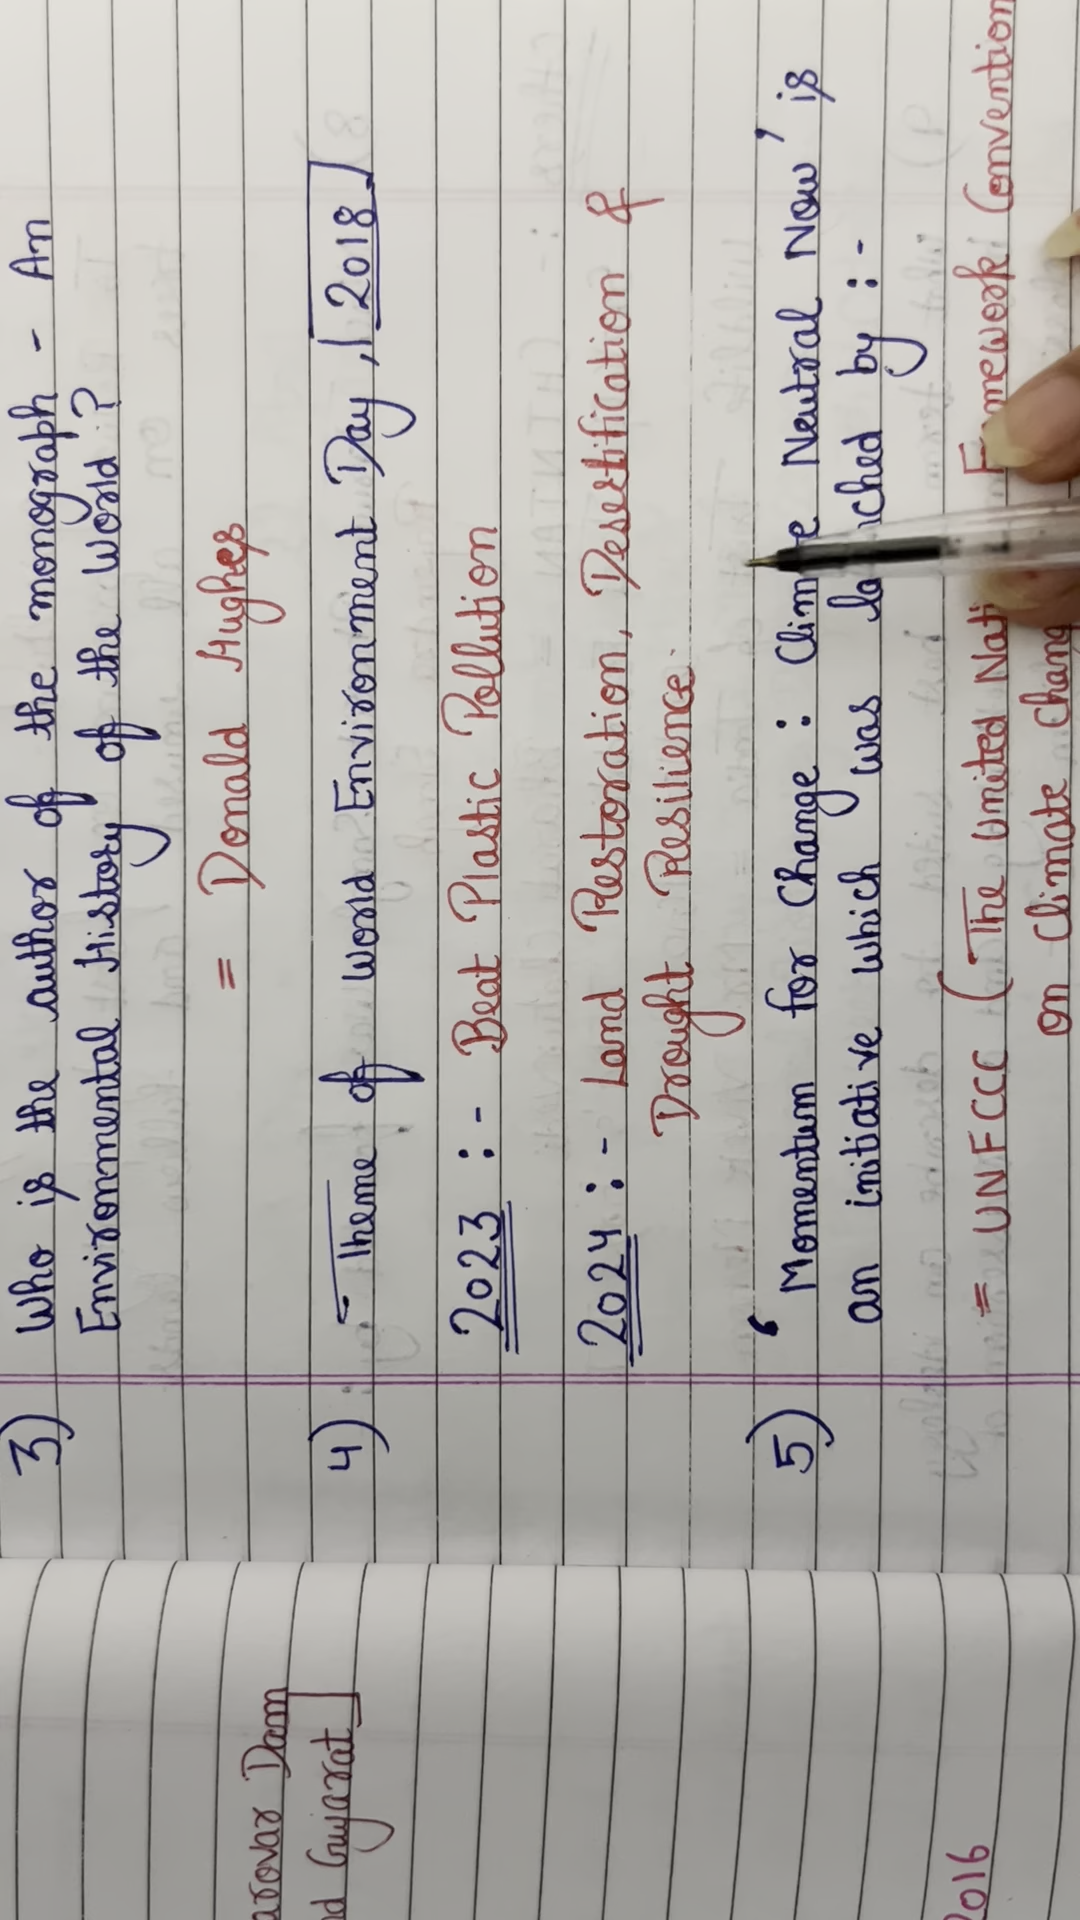 3) Who is the author of the monograph - An
Environmental History of the World?
= Donald Hughes
4) Theme of World Environment Day, 2018
2023 :- Beat Plastic Pollution
2024 :- Land Restoration, Desertification &
Drought Resilience.
5) ‘Momentum for Change: Climate Neutral Now’ is
an initiative which was launched by :-
= UNFCCC (The United Nati Framework Convention
on Climate Chang
arovar Dam
nd Gujarat
2016